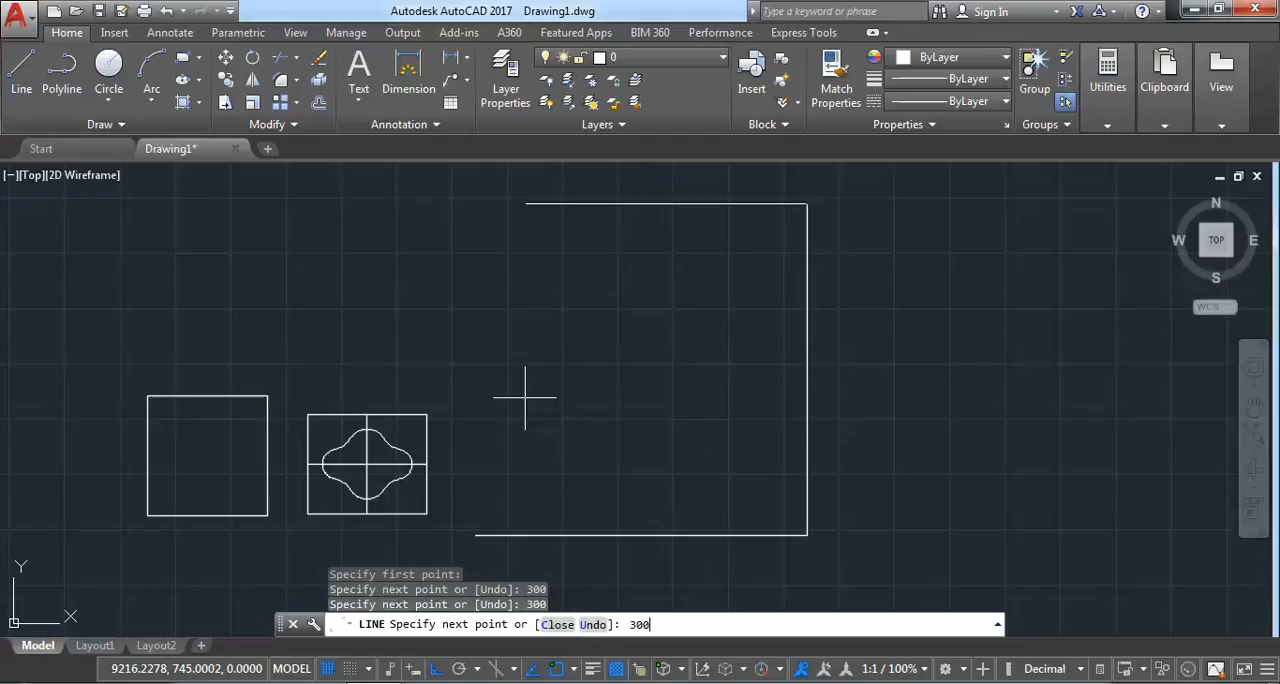 Autodesk AutoCAD 2017 Drawing1.dwg
Type a keyword or phrase
Sign In
Home Insert Annotate Parametric View Manage Output Add-ins A360 Featured Apps BIM 360 Performance Express Tools
0
ByLayer
Line Polyline Circle Arc
Text Dimension
Layer
Properties
Insert
Match
Properties
ByLayer
ByLayer
Group
Utilities Clipboard View
Draw Modify Annotation Layers Block Properties Groups
Start Drawing1*
[−][Top][2D Wireframe]
N
W TOP E
S
WCS
Y
X
Specify first point:
Specify next point or [Undo]: 300
Specify next point or [Undo]: 300
LINE Specify next point or [Close Undo]: 300
Model Layout1 Layout2
9216.2278, 745.0002, 0.0000 MODEL 1:1 / 100% Decimal